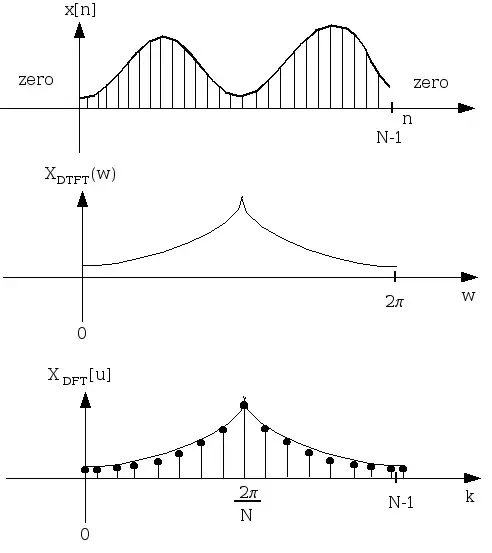 x[n]
zero
zero
n
N-1
X_DTFT(w)
2π
w
0
X_DFT[u]
2π
N
N-1
k
0